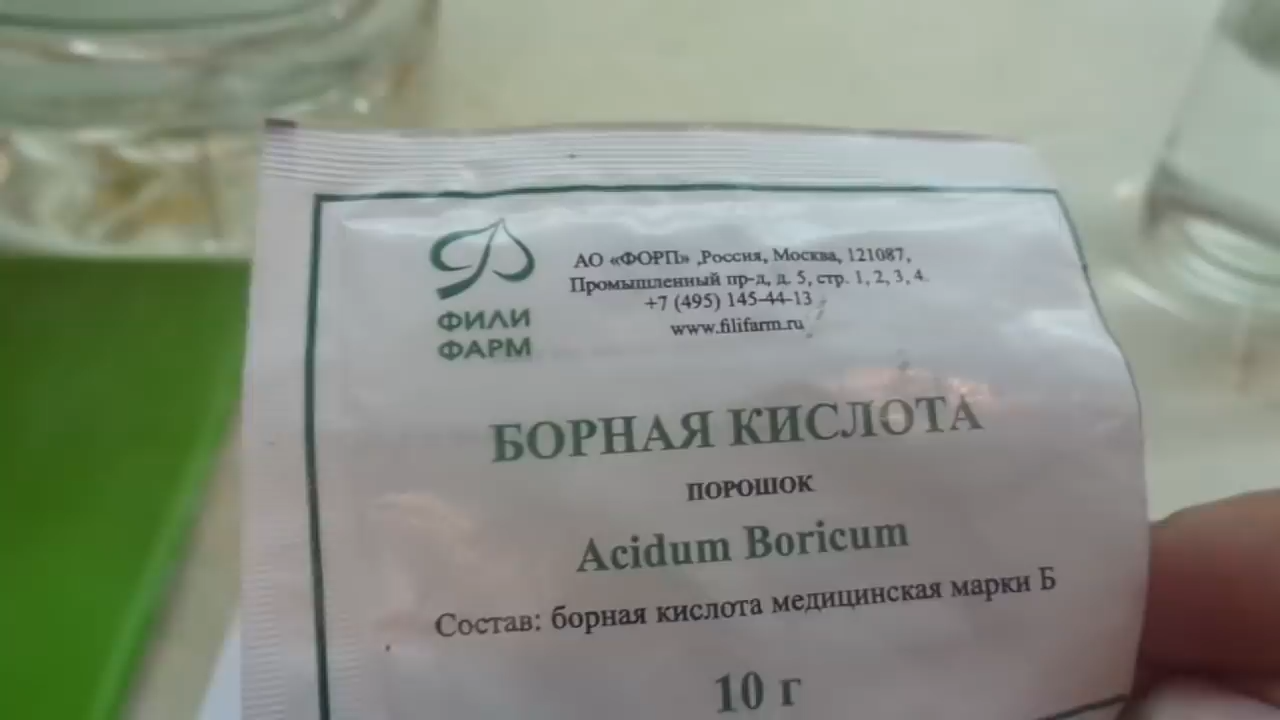 АО «ФОРП» ,Россия, Москва, 121087,
Промышленный пр-д, д. 5, стр. 1, 2, 3, 4.
+7 (495) 145-44-13
www.filifarm.ru
ФИЛИ
ФАРМ
БОРНАЯ КИСЛОТА
ПОРОШОК
Acidum Boricum
Состав: борная кислота медицинская марки Б
10 г